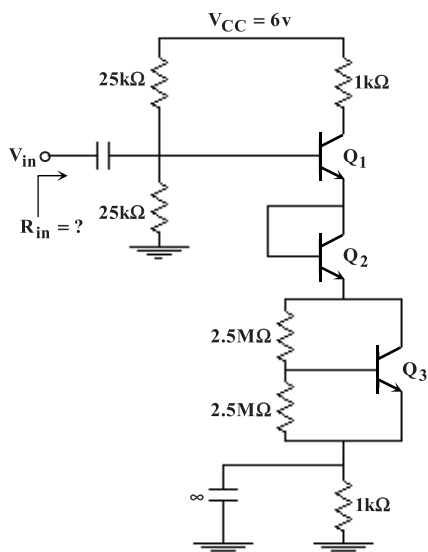 V_CC = 6v
25kΩ
1kΩ
V_in
Q_1
R_in = ?
25kΩ
Q_2
2.5MΩ
Q_3
2.5MΩ
∞
1kΩ